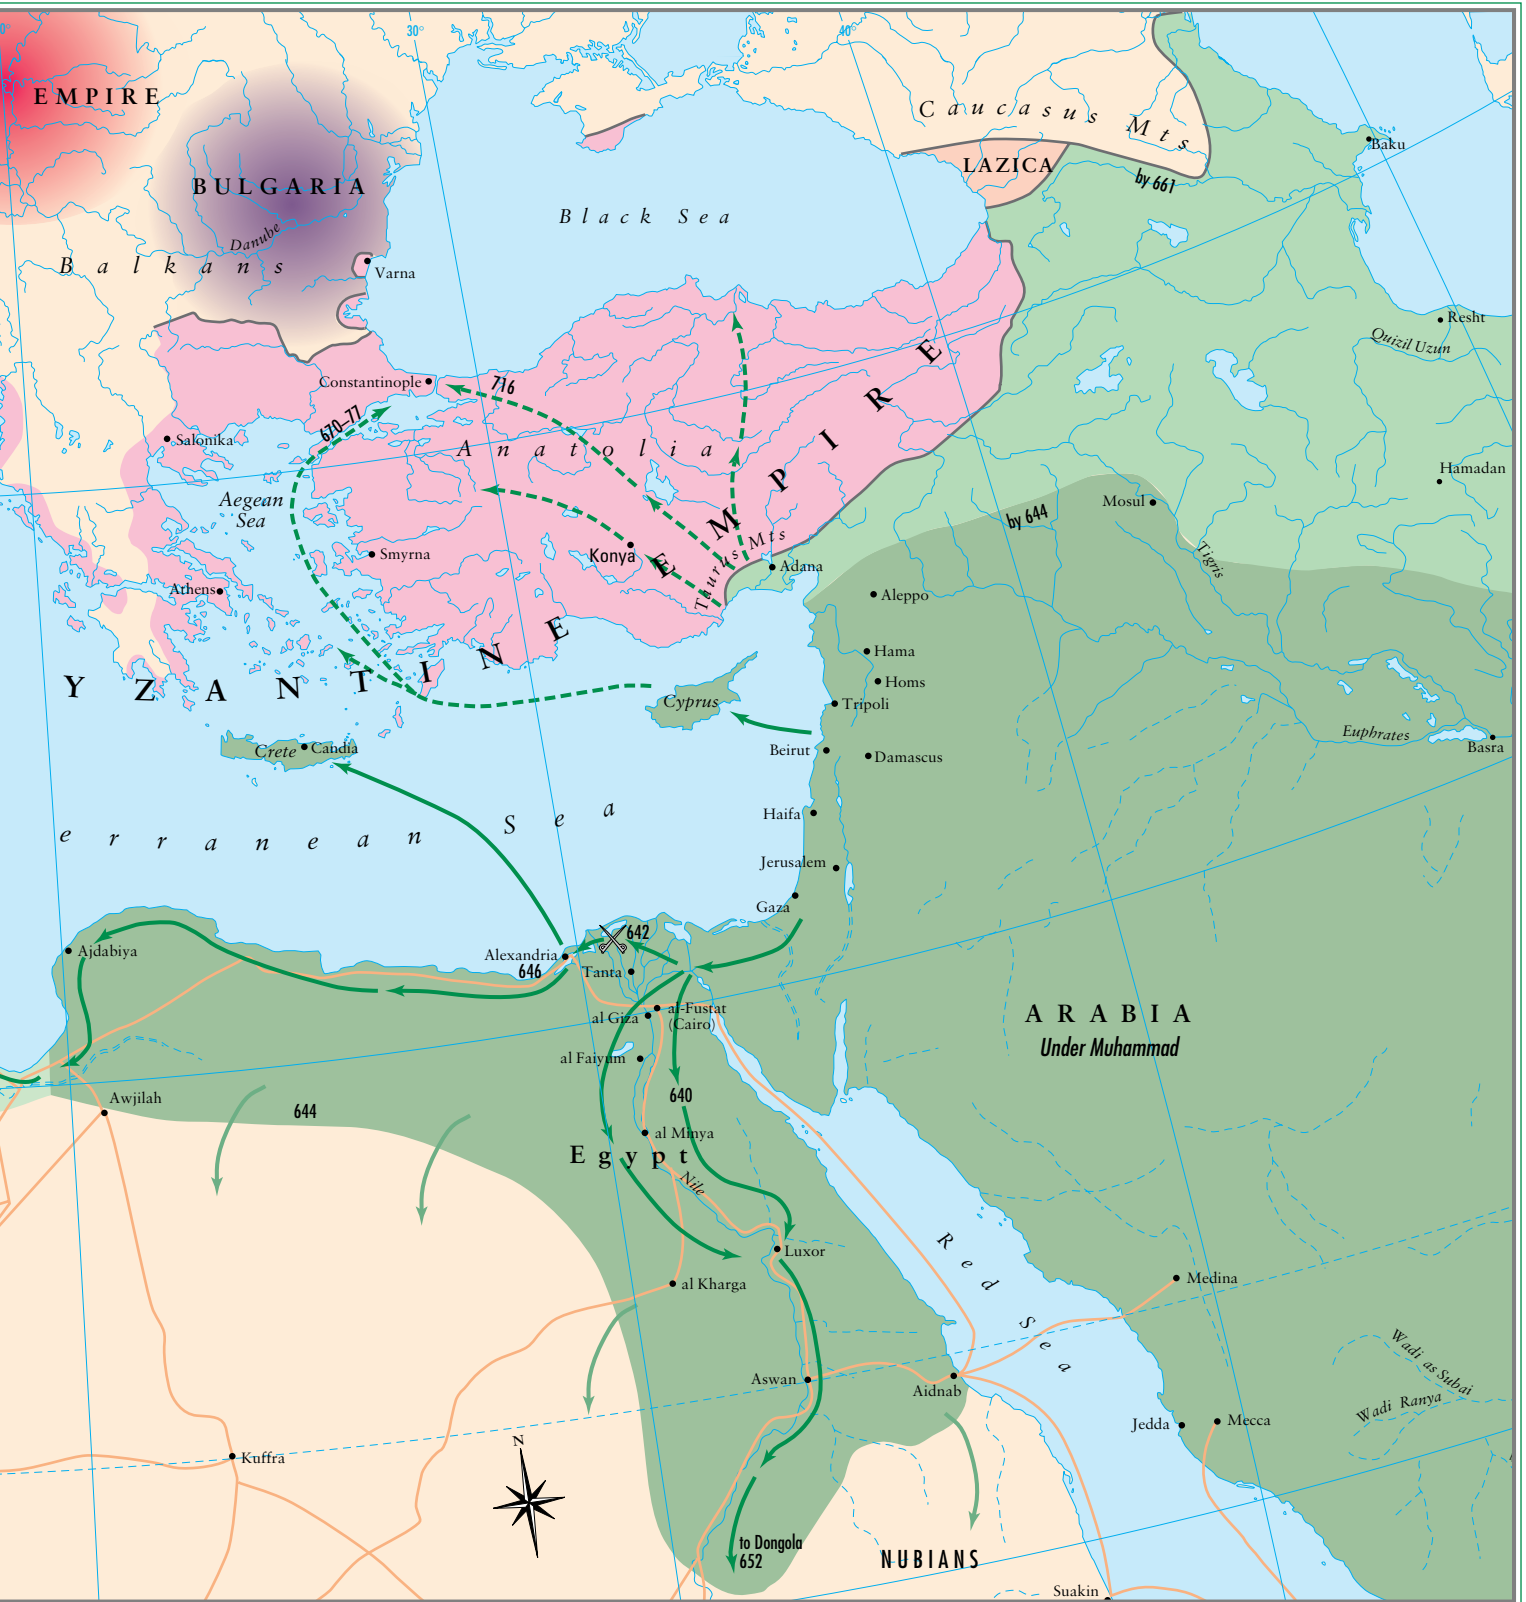 30°
40°
EMPIRE
Caucasus Mts
Baku
LAZICA
by 661
BULGARIA
Black Sea
Danube
Balkans
Varna
Resht
Quizil Uzun
Constantinople
716
670–77
Salonika
Anatolia
Hamadan
Aegean
Sea
Mosul
by 644
Tigris
Smyrna
Konya
Taurus Mts
Adana
Athens
Aleppo
YZANTINE EMPIRE
Hama
Homs
Cyprus
Tripoli
Euphrates
Basra
Crete
Candia
Beirut
Damascus
erranean Sea
Haifa
Jerusalem
Gaza
642
Ajdabiya
Alexandria
646
Tanta
al-Fustat
(Cairo)
al Giza
ARABIA
Under Muhammad
al Faiyum
Awjilah
644
640
al Minya
Egypt
Nile
Luxor
Red Sea
Medina
al Kharga
Wadi as Subai
Aswan
Aidnab
Wadi Ranya
Jedda
Mecca
N
Kuffra
to Dongola
652
NUBIANS
Suakin